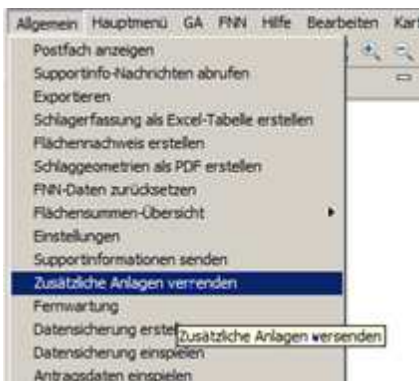 Allgemein Hauptmenü GA FNN Hilfe Bearbeiten Kart
Postfach anzeigen
Supportinfo-Nachrichten abrufen
Exportieren
Schlagerfassung als Excel-Tabelle erstellen
Flächennachweis erstellen
Schlaggeometrien als PDF erstellen
FNN-Daten zurücksetzen
Flächensummen-Übersicht
Einstellungen
Supportinformationen senden
Zusätzliche Anlagen versenden
Fernwartung
Datensicherung erstel
Zusätzliche Anlagen versenden
Datensicherung einspielen
Antragsdaten einspielen